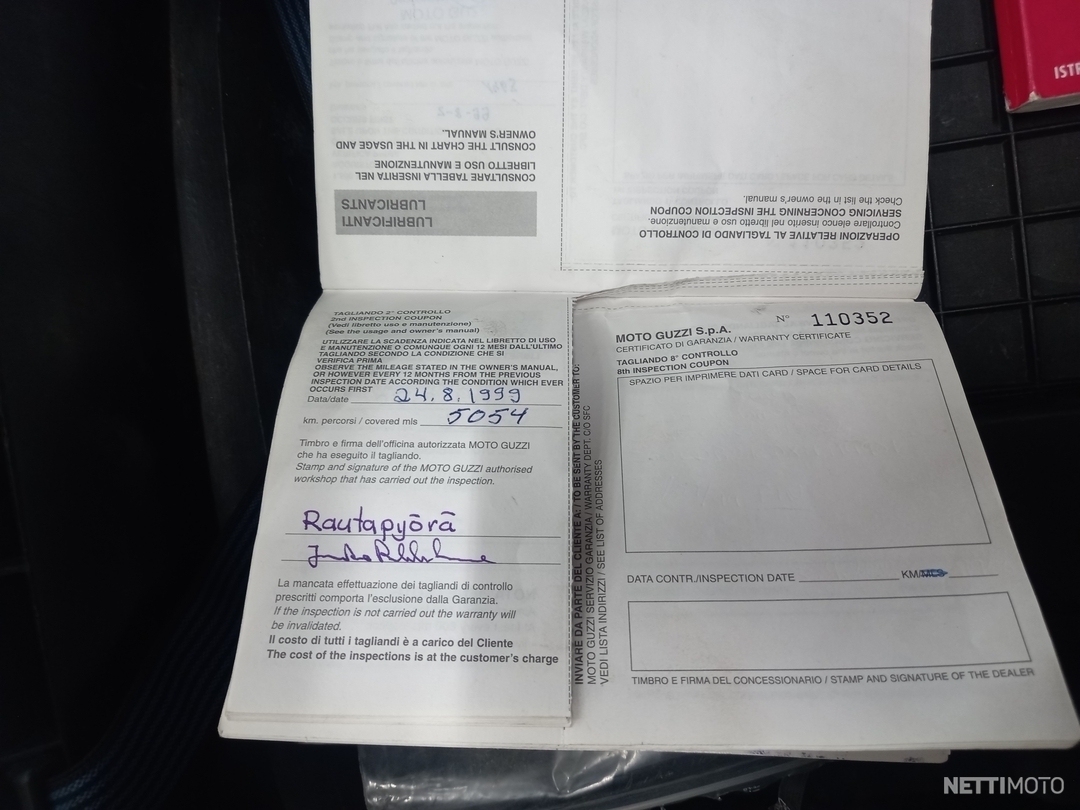 CONSULTARE TABELLA INSERITA NEL
LIBRETTO USO E MANUTENZIONE
CONSULT THE CHART IN THE USAGE AND
OWNER'S MANUAL.
LUBRIFICANTI
LUBRICANTS
OPERAZIONI RELATIVE AL TAGLIANDO DI CONTROLLO
Controllare elenco inserito nel libretto e uso e manutenzione.
SERVICING CONCERNING THE INSPECTION COUPON
Check the list in the owner's manual.
TAGLIANDO 2° CONTROLLO
2nd INSPECTION COUPON
(Vedi libretto uso e manutenzione)
(See the usage and owner's manual)
UTILIZZARE LA SCADENZA INDICATA NEL LIBRETTO DI USO
E MANUTENZIONE O COMUNQUE OGNI 12 MESI DALL'ULTIMO
TAGLIANDO SECONDO LA CONDIZIONE CHE SI
VERIFICA PRIMA
OBSERVE THE MILEAGE STATED IN THE OWNER'S MANUAL,
OR HOWEVER EVERY 12 MONTHS FROM THE PREVIOUS
INSPECTION DATE ACCORDING THE CONDITION WHICH EVER
OCCURS FIRST
Data/date 24.8.1999
km. percorsi / covered mls 5054
Timbro e firma dell'officina autorizzata MOTO GUZZI
che ha eseguito il tagliando.
Stamp and signature of the MOTO GUZZI authorised
workshop that has carried out the inspection.
Rautapyörä
La mancata effettuazione dei tagliandi di controllo
prescritti comporta l'esclusione dalla Garanzia.
If the inspection is not carried out the warranty will
be invalidated.
Il costo di tutti i tagliandi è a carico del Cliente
The cost of the inspections is at the customer's charge
INVIARE DA PARTE DEL CLIENTE A: / TO BE SENT BY THE CUSTOMER TO:
MOTO GUZZI SERVIZIO GARANZIA / WARRANTY DEPT. C/O SFC
VEDI LISTA INDIRIZZI / SEE LIST OF ADDRESSES
MOTO GUZZI S.p.A.
N° 110352
CERTIFICATO DI GARANZIA / WARRANTY CERTIFICATE
TAGLIANDO 8° CONTROLLO
8th INSPECTION COUPON
SPAZIO PER IMPRIMERE DATI CARD / SPACE FOR CARD DETAILS
DATA CONTR./INSPECTION DATE KM/
TIMBRO E FIRMA DEL CONCESSIONARIO / STAMP AND SIGNATURE OF THE DEALER
NETTIMOTO